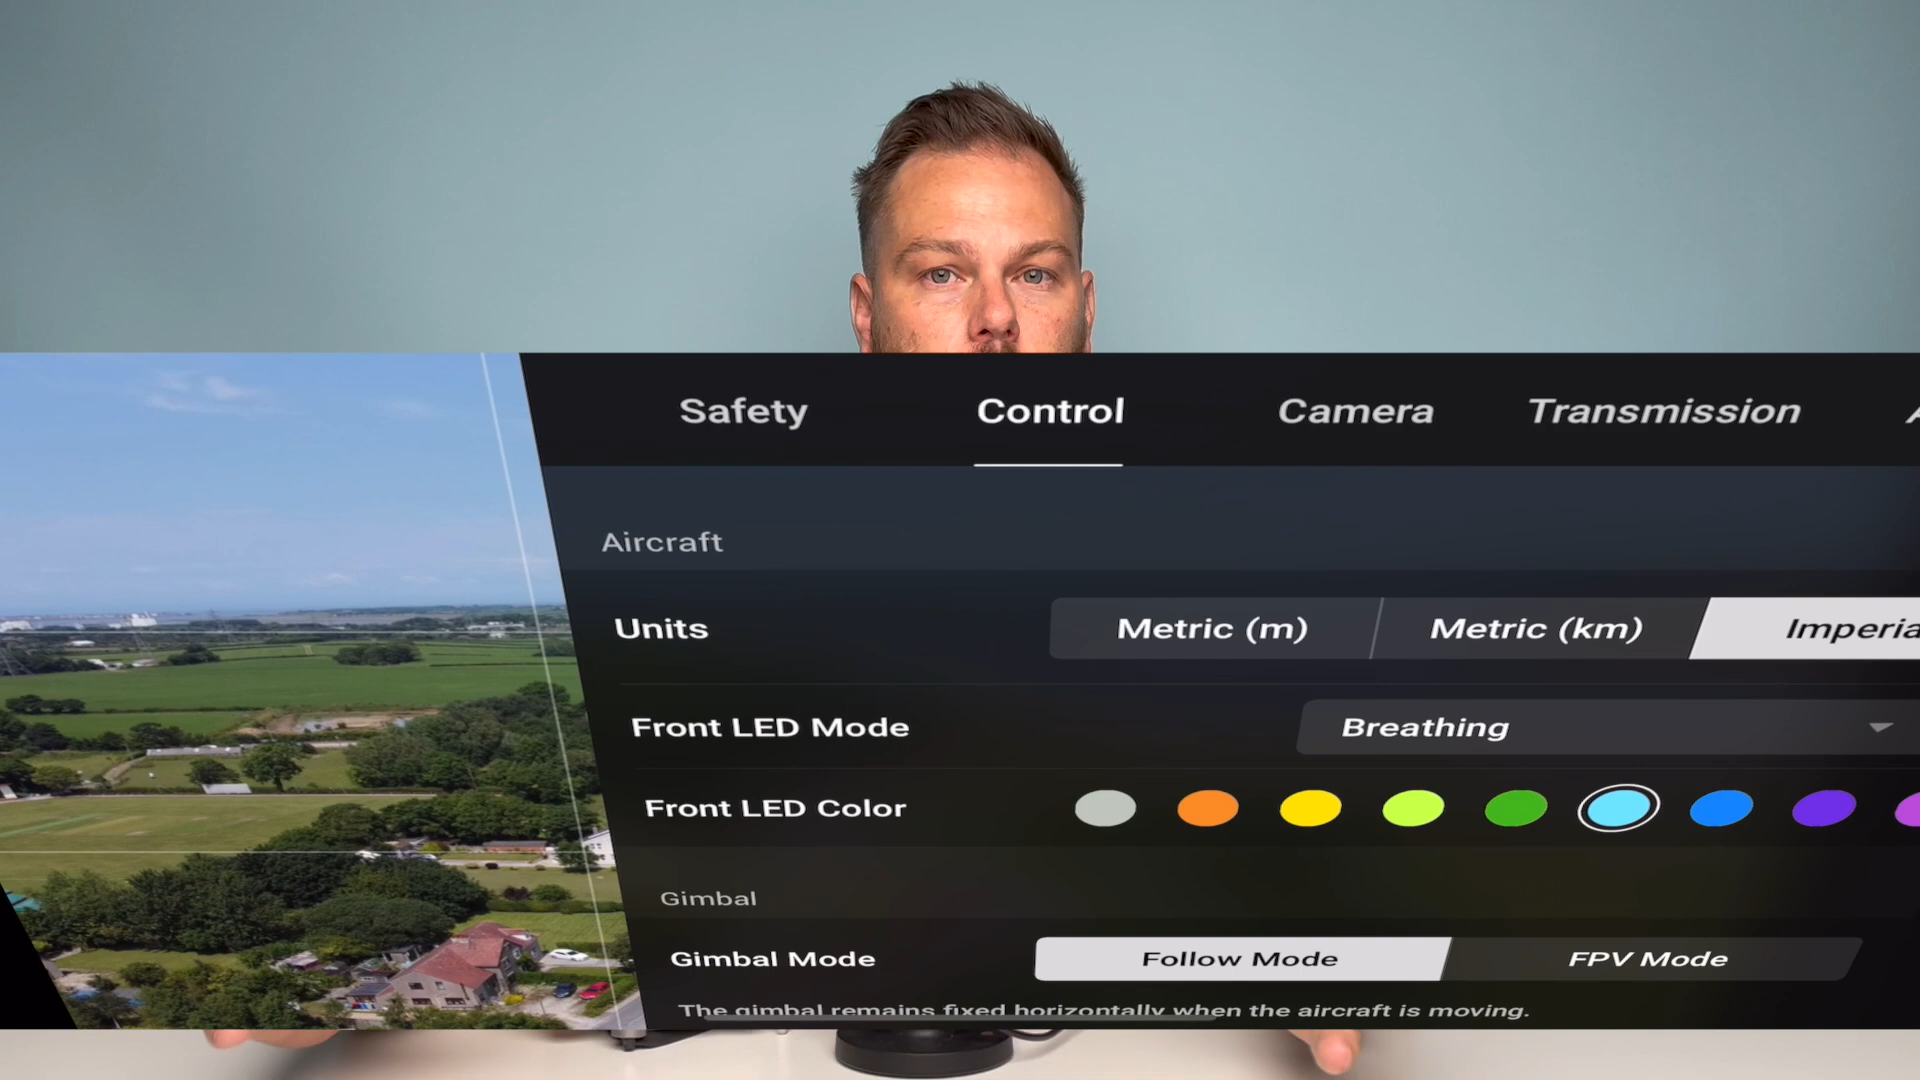 Safety Control Camera Transmission
Aircraft
Units Metric (m) Metric (km)
Front LED Mode Breathing
Front LED Color
Gimbal
Gimbal Mode Follow Mode FPV Mode
The gimbal remains fixed horizontally when the aircraft is moving.